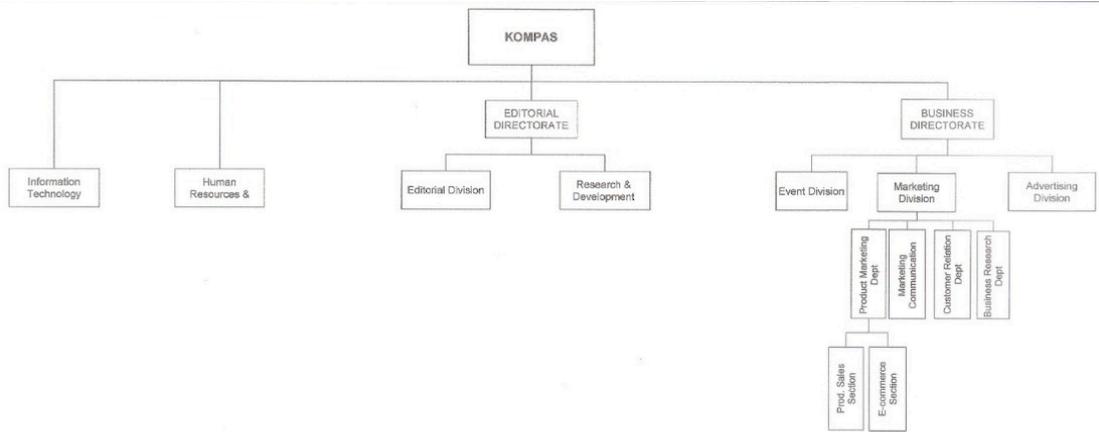 KOMPAS
EDITORIAL
DIRECTORATE
BUSINESS
DIRECTORATE
Information
Technology
Human
Resources &
Editorial Division
Research &
Development
Event Division
Marketing
Division
Advertising
Division
Product Marketing
Dept
Marketing
Communication
Customer Relation
Dept
Business Research
Dept
Prod. Sales
Section
E-commerce
Section